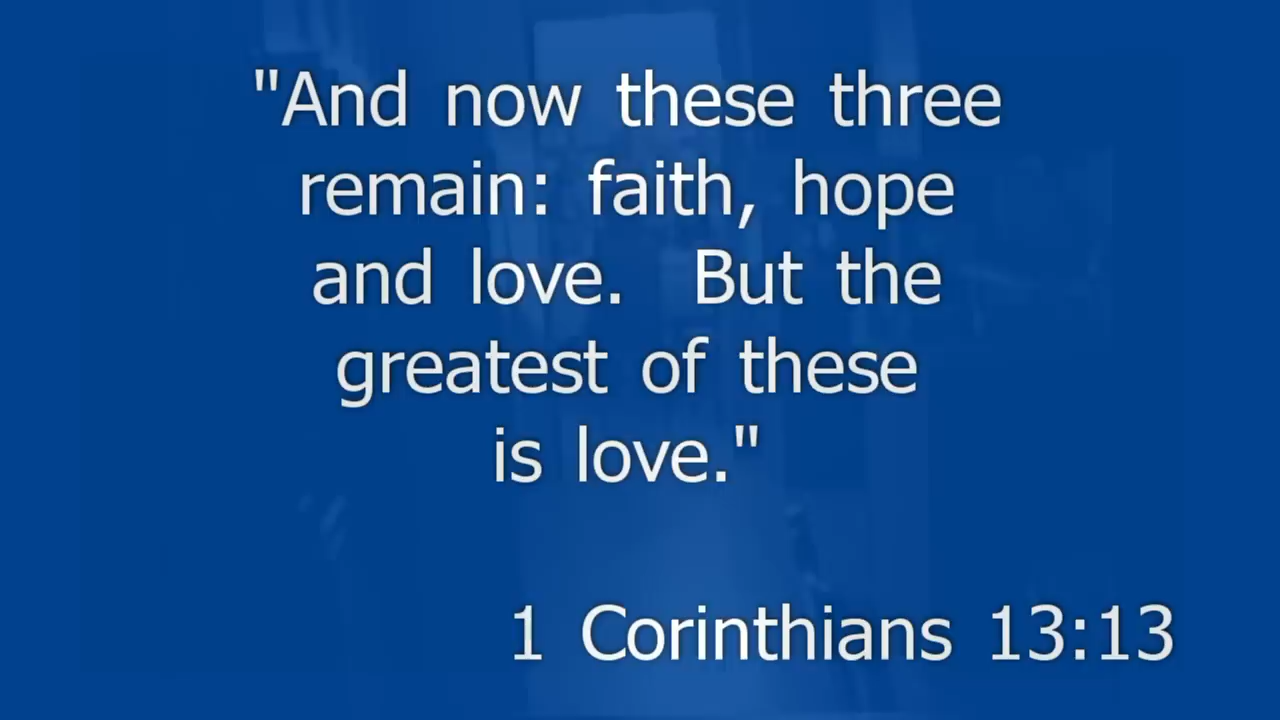 "And now these three
remain: faith, hope
and love.  But the
greatest of these
is love."
1 Corinthians 13:13